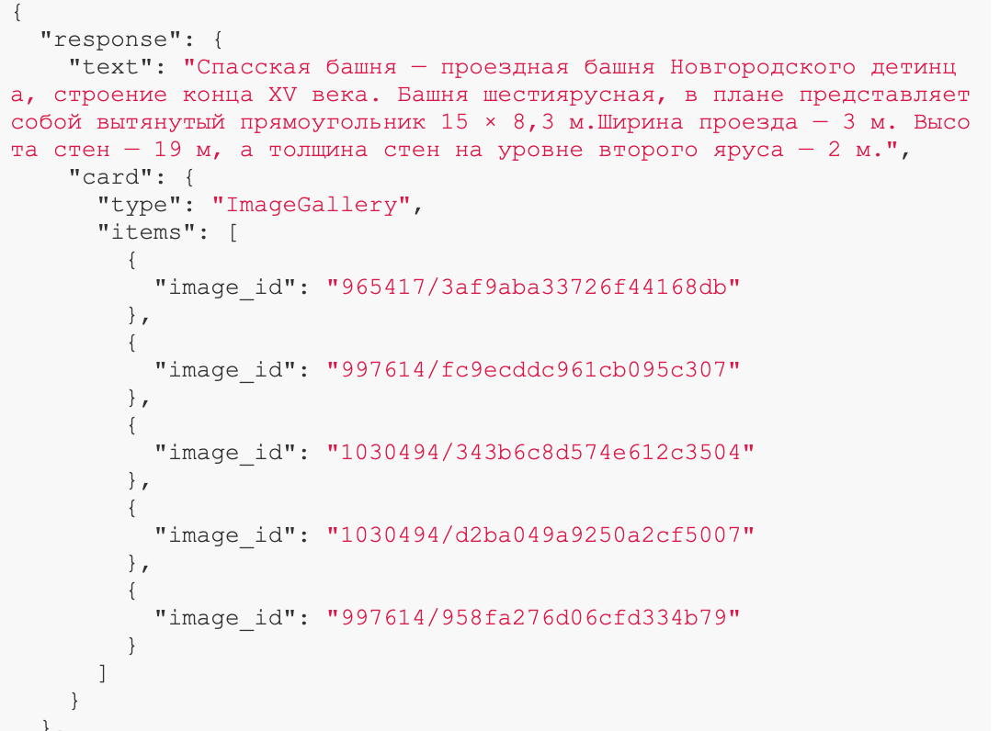 {
  "response": {
    "text": "Спасская башня — проездная башня Новгородского детинц
а, строение конца XV века. Башня шестиярусная, в плане представляет
собой вытянутый прямоугольник 15 × 8,3 м.Ширина проезда — 3 м. Высо
та стен — 19 м, а толщина стен на уровне второго яруса — 2 м.",
    "card": {
      "type": "ImageGallery",
      "items": [
        {
          "image_id": "965417/3af9aba33726f44168db"
        },
        {
          "image_id": "997614/fc9ecddc961cb095c307"
        },
        {
          "image_id": "1030494/343b6c8d574e612c3504"
        },
        {
          "image_id": "1030494/d2ba049a9250a2cf5007"
        },
        {
          "image_id": "997614/958fa276d06cfd334b79"
        }
      ]
    }
  },